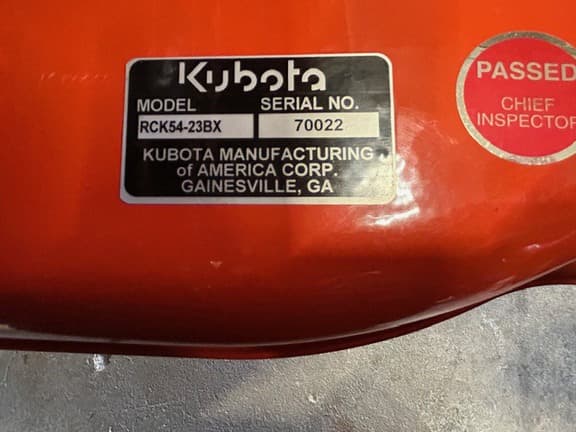 Kubota
MODEL SERIAL NO.
RCK54-23BX 70022
KUBOTA MANUFACTURING
of AMERICA CORP.
GAINESVILLE, GA
PASSED
CHIEF
INSPECTOR